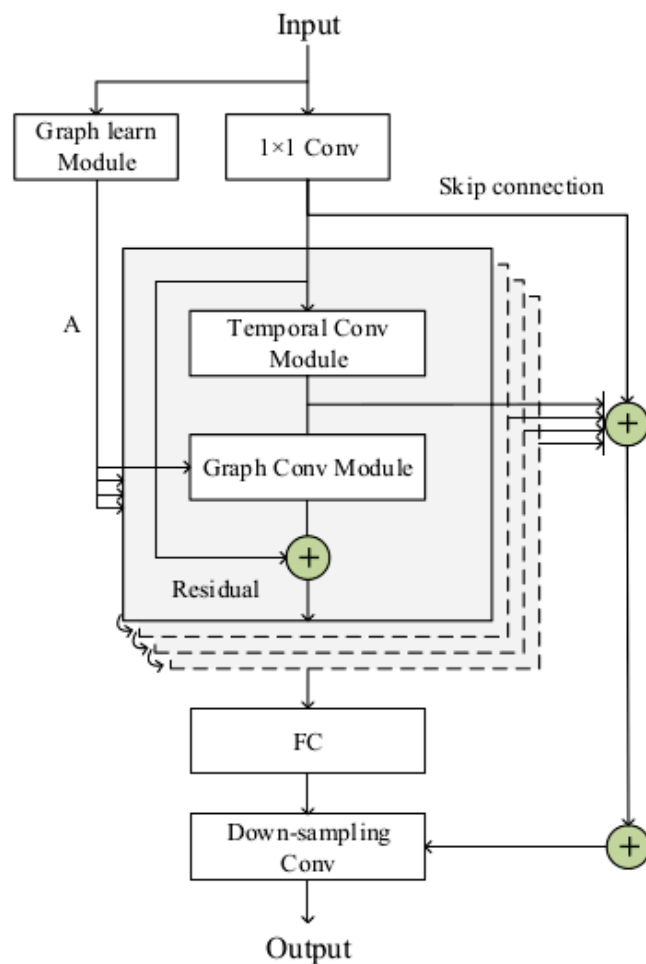 Input
Graph learn
Module
1×1 Conv
Skip connection
A
Temporal Conv
Module
+
Graph Conv Module
+
Residual
FC
Down-sampling
Conv
+
Output